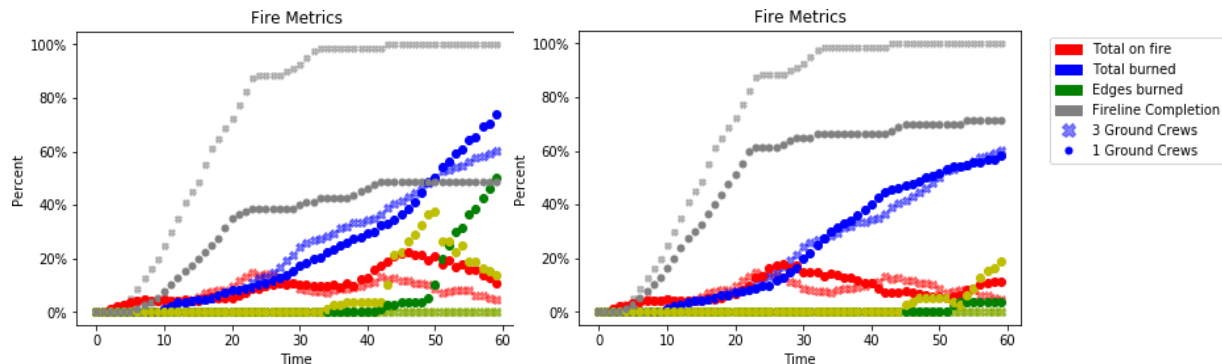 Fire Metrics
100%
80%
60%
40%
20%
0%
Percent
0 10 20 30 40 50 60
Time
Fire Metrics
100%
80%
60%
40%
20%
0%
Percent
0 10 20 30 40 50 60
Time
Total on fire
Total burned
Edges burned
Fireline Completion
3 Ground Crews
1 Ground Crews